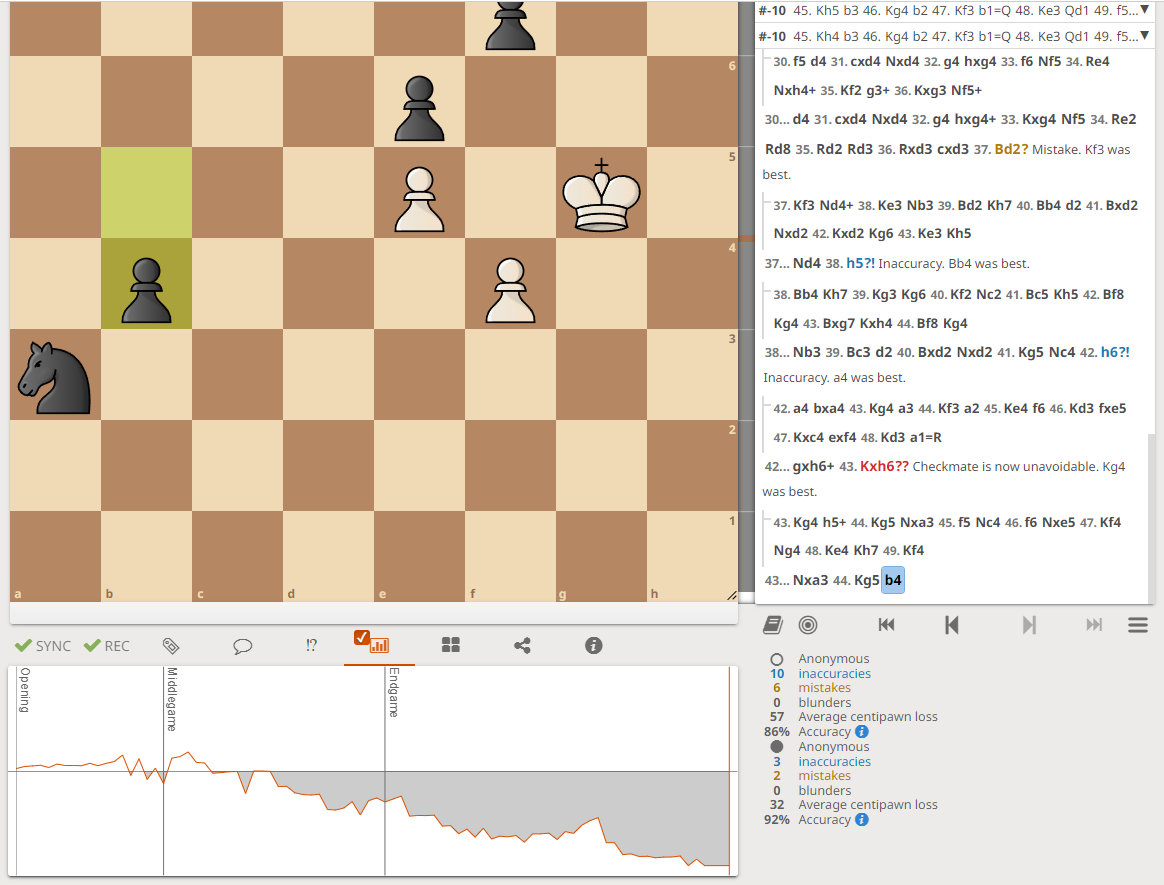 #-10 45. Kh5 b3 46. Kg4 b2 47. Kf3 b1=Q 48. Ke3 Qd1 49. f5...▼
#-10 45. Kh4 b3 46. Kg4 b2 47. Kf3 b1=Q 48. Ke3 Qd1 49. f5...▼
30. f5 d4 31. cxd4 Nxd4 32. g4 hxg4 33. f6 Nf5 34. Re4
Nxh4+ 35. Kf2 g3+ 36. Kxg3 Nf5+
30... d4 31. cxd4 Nxd4 32. g4 hxg4+ 33. Kxg4 Nf5 34. Re2
Rd8 35. Rd2 Rd3 36. Rxd3 cxd3 37. Bd2? Mistake. Kf3 was
best.
37. Kf3 Nd4+ 38. Ke3 Nb3 39. Bd2 Kh7 40. Bb4 d2 41. Bxd2
Nxd2 42. Kxd2 Kg6 43. Ke3 Kh5
37... Nd4 38. h5?! Inaccuracy. Bb4 was best.
38. Bb4 Kh7 39. Kg3 Kg6 40. Kf2 Nc2 41. Bc5 Kh5 42. Bf8
Kg4 43. Bxg7 Kxh4 44. Bf8 Kg4
38... Nb3 39. Bc3 d2 40. Bxd2 Nxd2 41. Kg5 Nc4 42. h6?!
Inaccuracy. a4 was best.
42. a4 bxa4 43. Kg4 a3 44. Kf3 a2 45. Ke4 f6 46. Kd3 fxe5
47. Kxc4 exf4 48. Kd3 a1=R
42... gxh6+ 43. Kxh6?? Checkmate is now unavoidable. Kg4
was best.
43. Kg4 h5+ 44. Kg5 Nxa3 45. f5 Nc4 46. f6 Nxe5 47. Kf4
Ng4 48. Ke4 Kh7 49. Kf4
43... Nxa3 44. Kg5 b4
6
5
4
3
2
1
a b c d e f g h
SYNC REC !?
Opening
Middlegame
Endgame
Anonymous
10 inaccuracies
6 mistakes
0 blunders
57 Average centipawn loss
86% Accuracy i
Anonymous
3 inaccuracies
2 mistakes
0 blunders
32 Average centipawn loss
92% Accuracy i